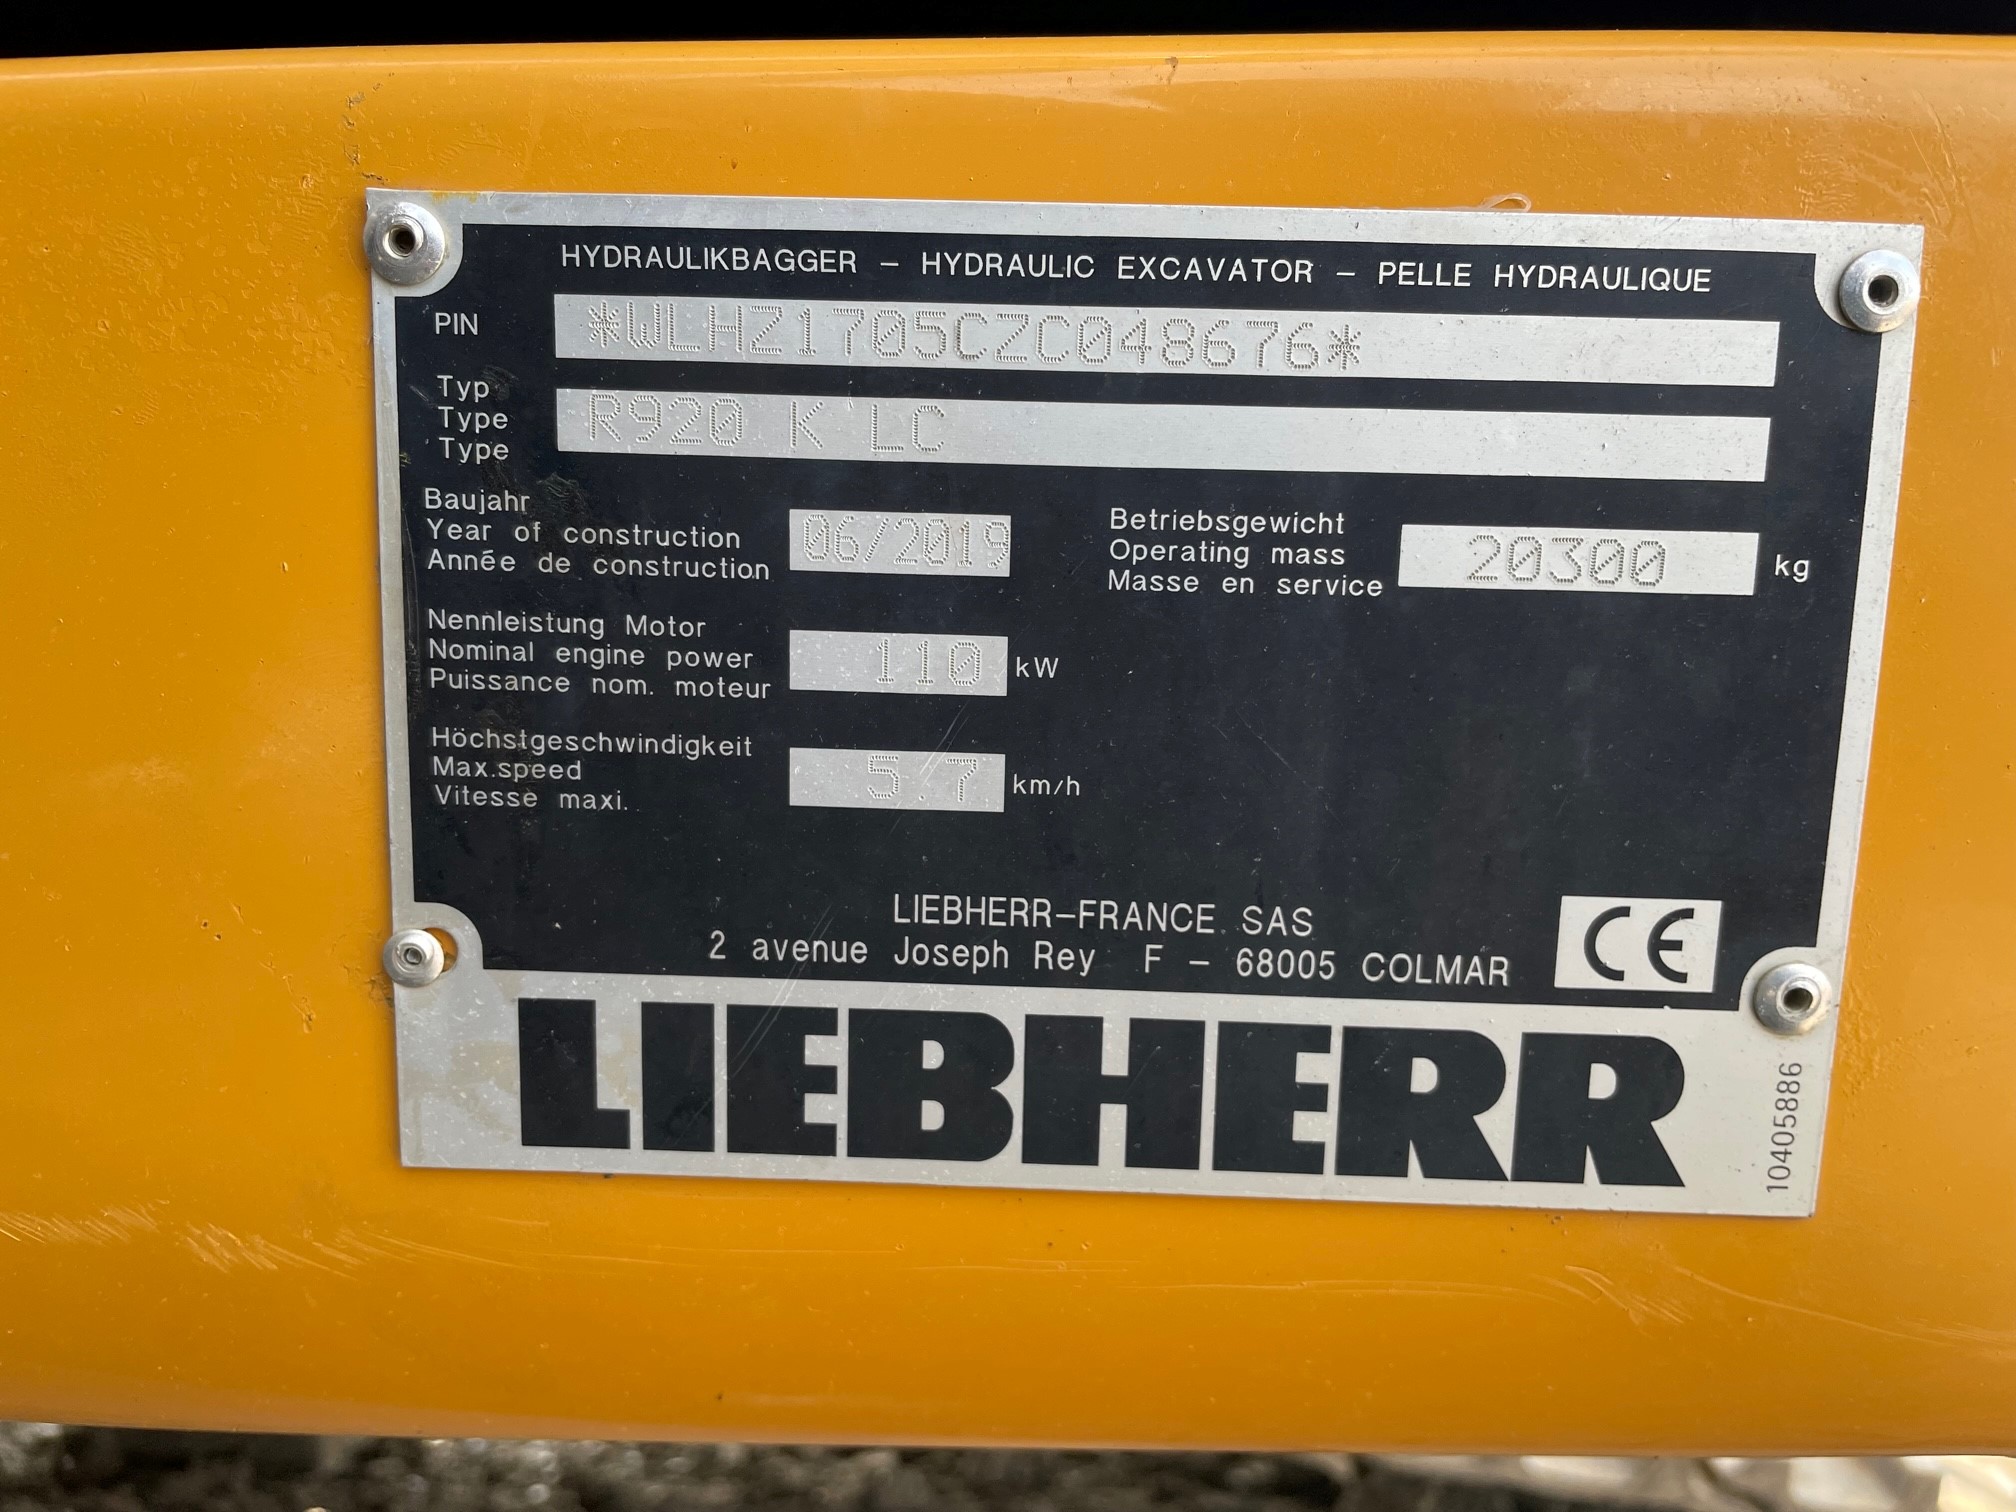 HYDRAULIKBAGGER – HYDRAULIC EXCAVATOR – PELLE HYDRAULIQUE
PIN *WLHZ1705CZC048676*
Typ
Type R920 K LC
Type
Baujahr
Year of construction 06/2019
Année de construction
Betriebsgewicht
Operating mass 20300 kg
Masse en service
Nennleistung Motor
Nominal engine power 110 kW
Puissance nom. moteur
Höchstgeschwindigkeit
Max.speed 5.7 km/h
Vitesse maxi.
LIEBHERR–FRANCE SAS
2 avenue Joseph Rey F – 68005 COLMAR
CE
LIEBHERR
10405886